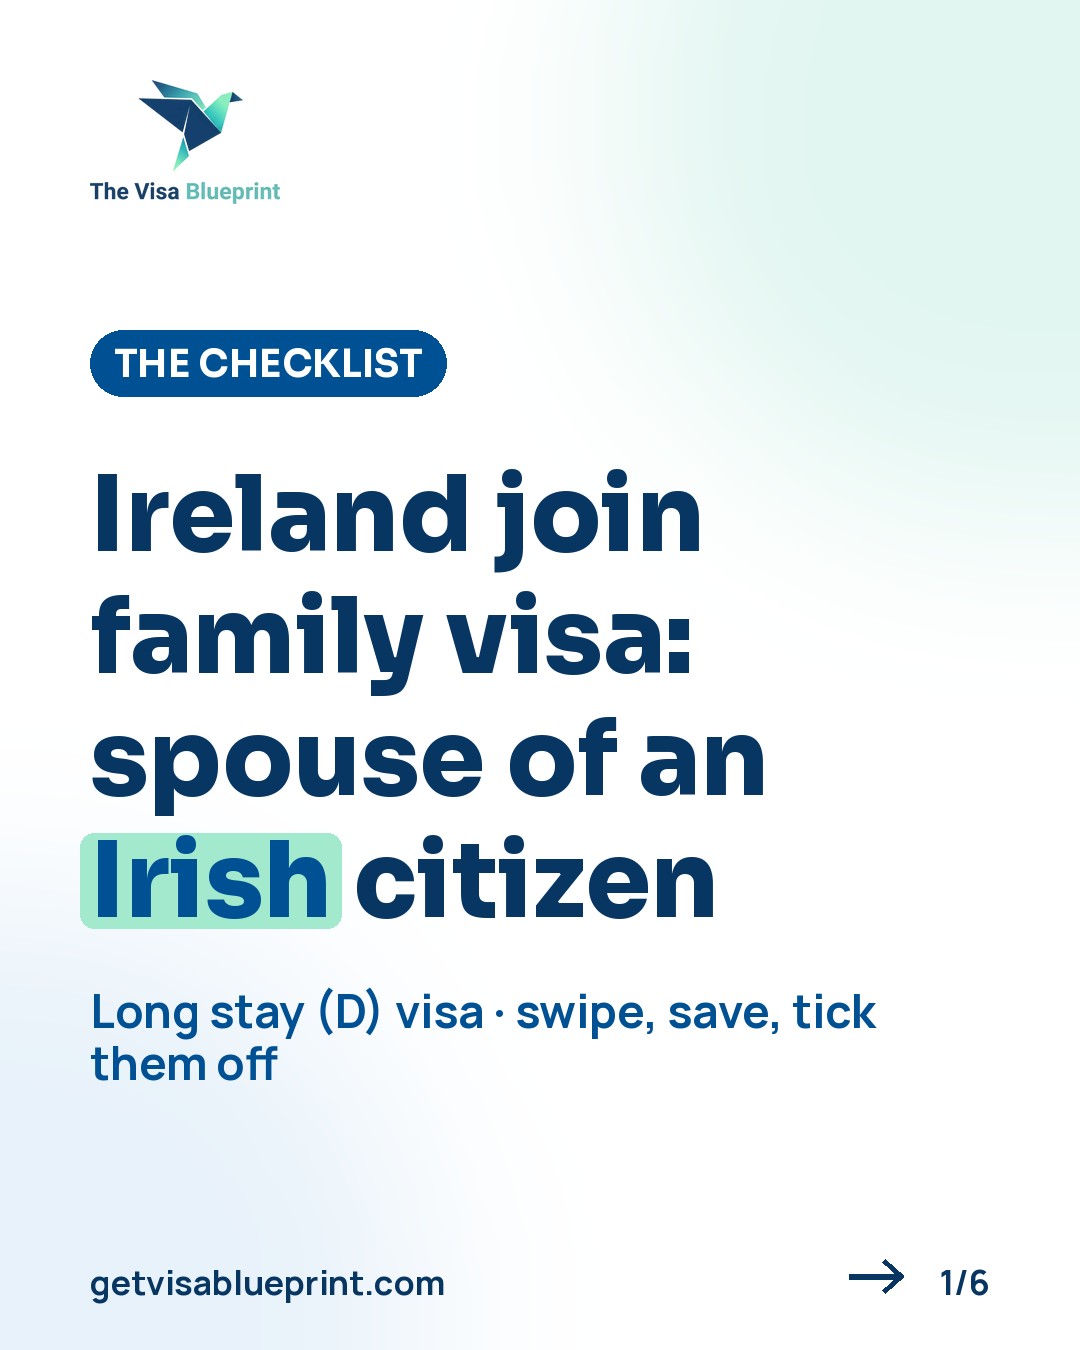 The Visa Blueprint
THE CHECKLIST
Ireland join
family visa:
spouse of an
Irish citizen
Long stay (D) visa · swipe, save, tick
them off
getvisablueprint.com
→ 1/6